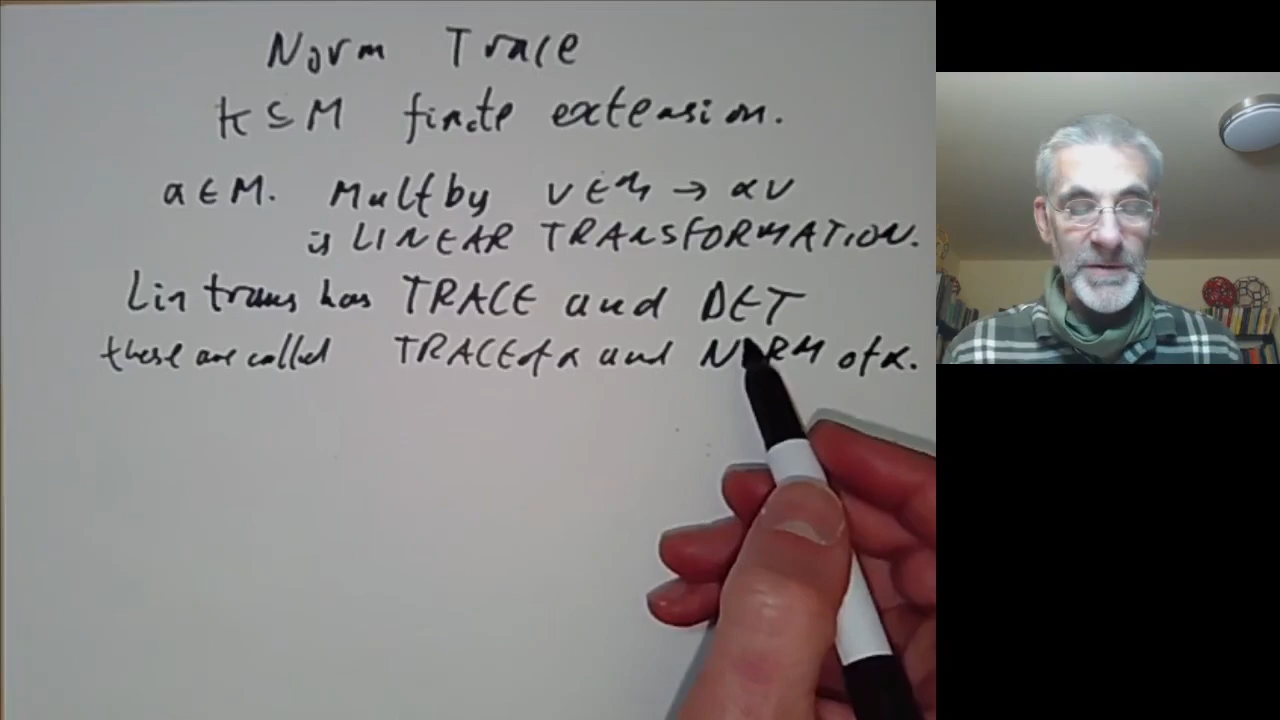 Norm Trace
K ⊆ M finite extension.
α ∈ M. Mult by v ∈ M → αv
is LINEAR TRANSFORMATION.
Lin trans has TRACE and DET
these are called TRACE of α and NORM of α.